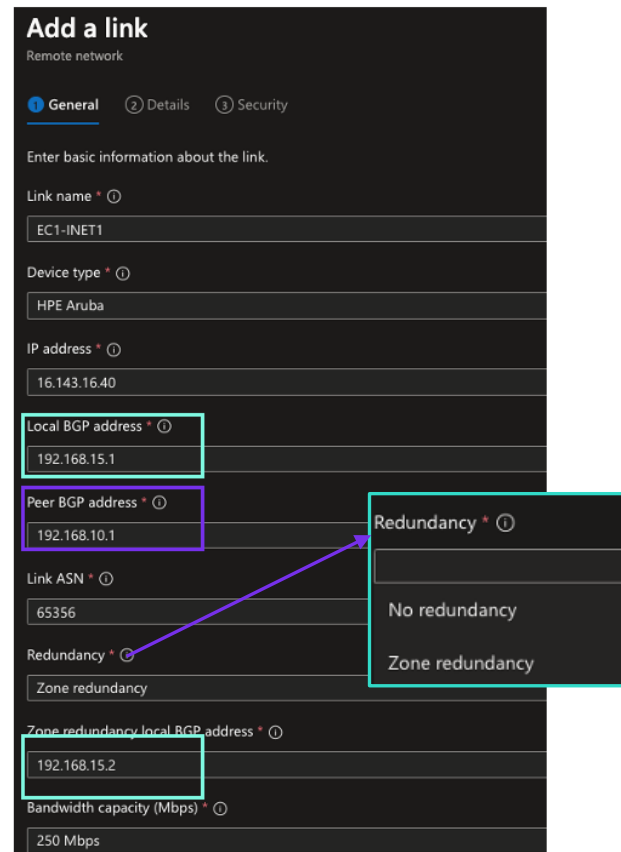 Add a link
Remote network
1 General 2 Details 3 Security
Enter basic information about the link.
Link name *
EC1-INET1
Device type *
HPE Aruba
IP address *
16.143.16.40
Local BGP address *
192.168.15.1
Peer BGP address *
192.168.10.1
Link ASN *
65356
Redundancy *
Zone redundancy
Zone redundancy local BGP address *
192.168.15.2
Bandwidth capacity (Mbps) *
250 Mbps
Redundancy *
No redundancy
Zone redundancy